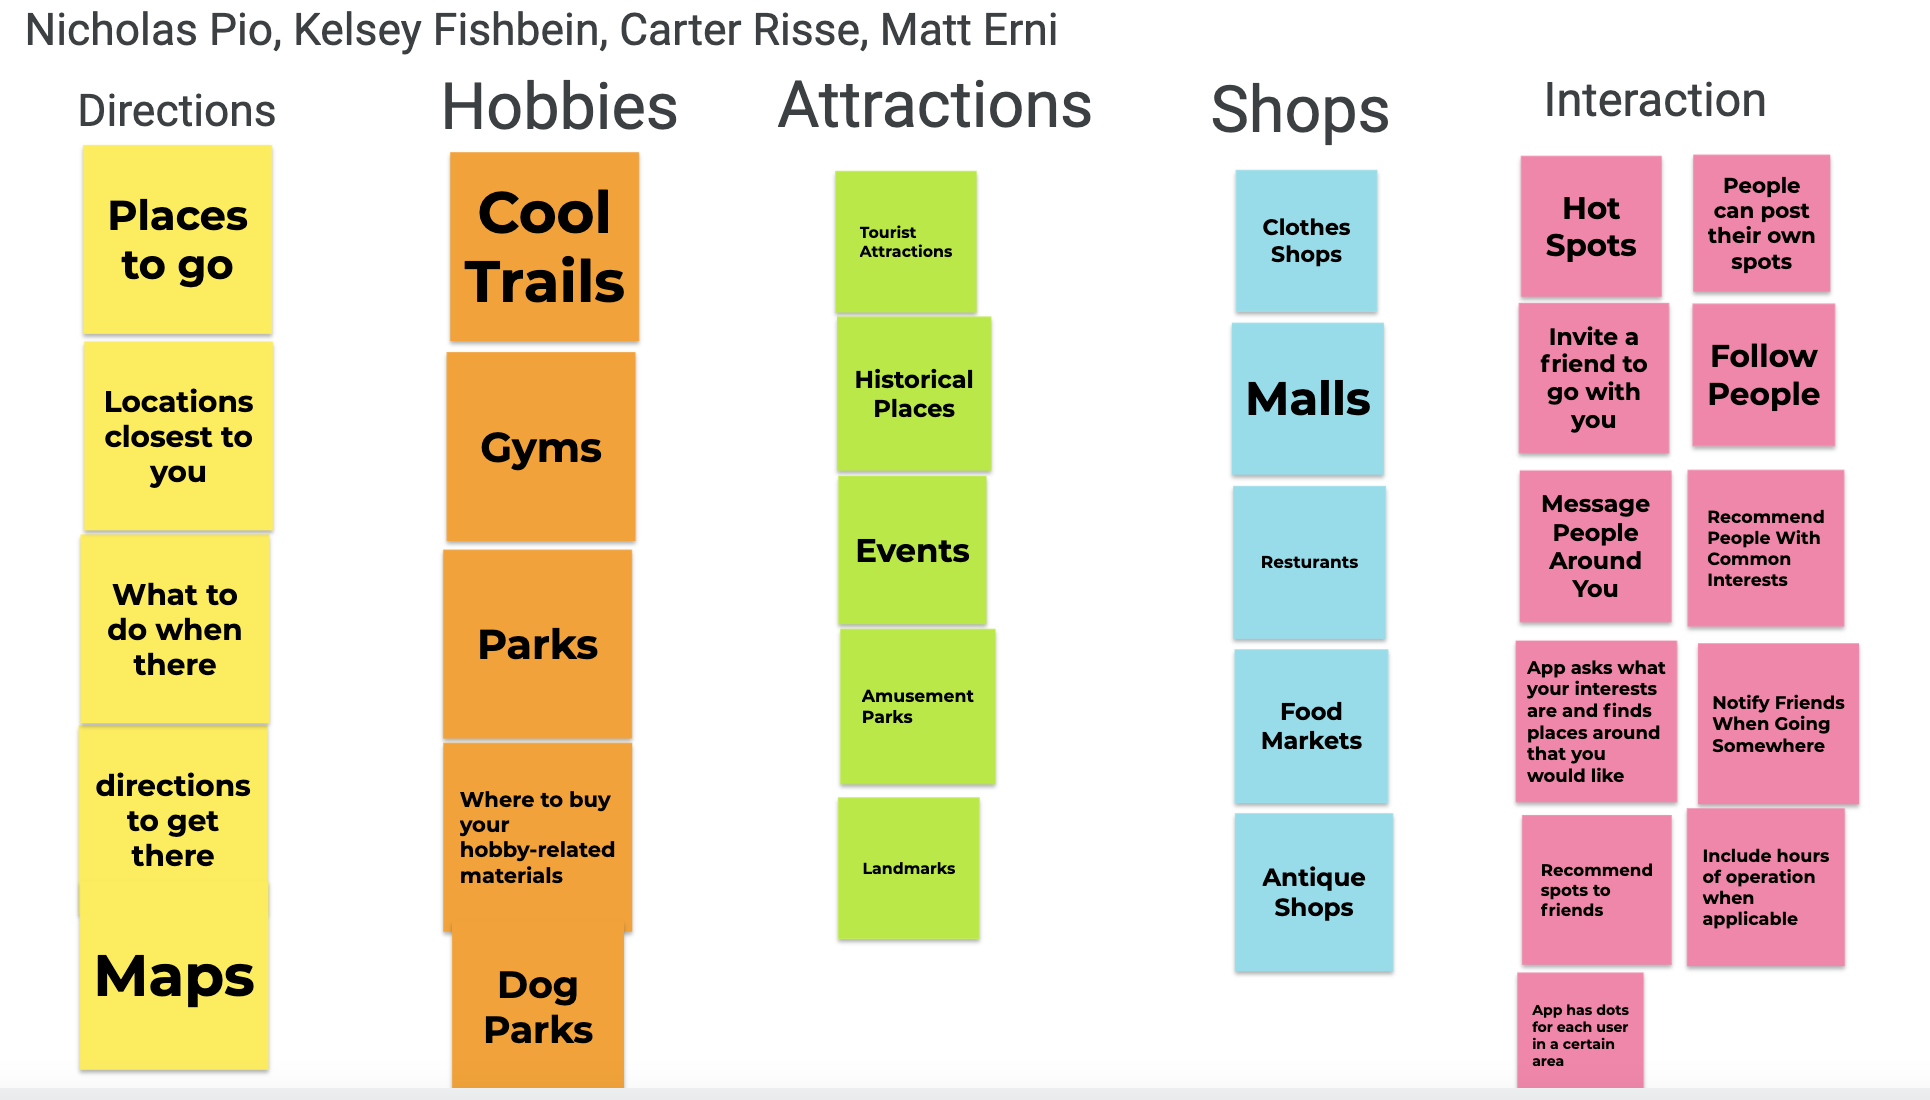 Nicholas Pio, Kelsey Fishbein, Carter Risse, Matt Erni
Directions
Places
to go
Locations
closest to
you
What to
do when
there
directions
to get
there
Maps
Hobbies
Cool
Trails
Gyms
Parks
Where to buy
your
hobby-related
materials
Dog
Parks
Attractions
Tourist
Attractions
Historical
Places
Events
Amusement
Parks
Landmarks
Shops
Clothes
Shops
Malls
Resturants
Food
Markets
Antique
Shops
Interaction
Hot
Spots
People
can post
their own
spots
Invite a
friend to
go with
you
Follow
People
Message
People
Around
You
Recommend
People With
Common
Interests
App asks what
your interests
are and finds
places around
that you
would like
Notify Friends
When Going
Somewhere
Recommend
spots to
friends
Include hours
of operation
when
applicable
App has dots
for each user
in a certain
area